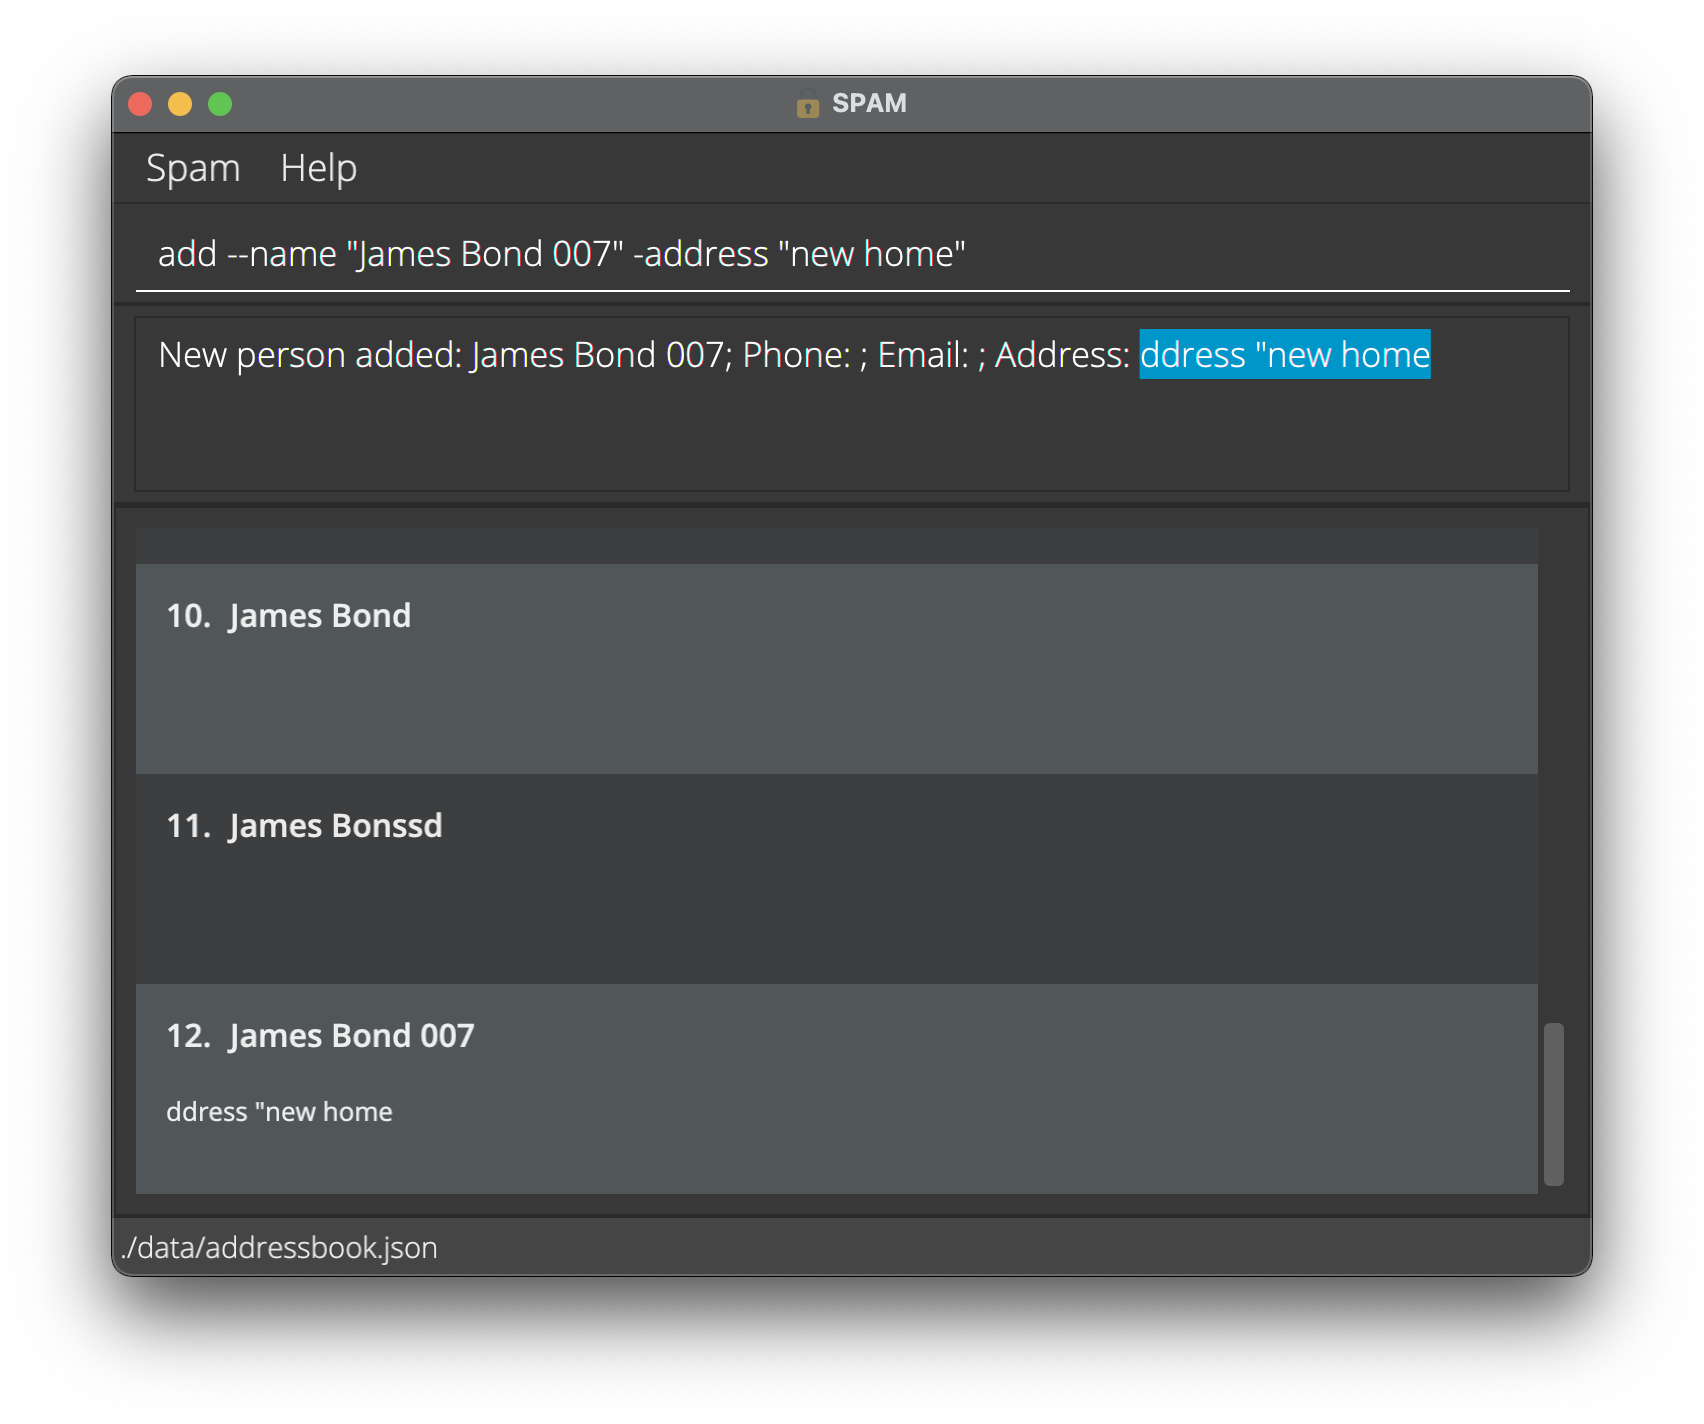 SPAM
Spam Help
add --name "James Bond 007" -address "new home"
New person added: James Bond 007; Phone: ; Email: ; Address: ddress "new home
10. James Bond
11. James Bonssd
12. James Bond 007
ddress "new home
./data/addressbook.json